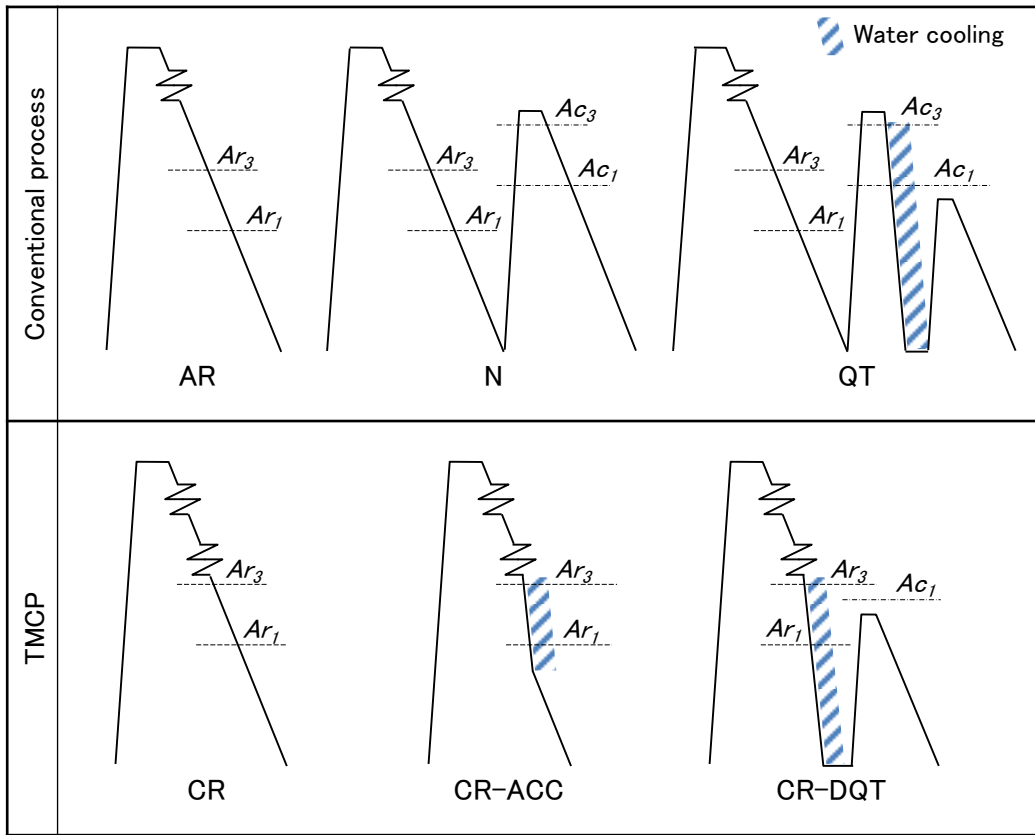 Conventional process
Water cooling
Ar3
Ar1
AR
Ar3
Ar1
Ac3
Ac1
N
Ar3
Ar1
Ac3
Ac1
QT
TMCP
Ar3
Ar1
CR
Ar3
Ar1
CR-ACC
Ar3
Ar1
Ac1
CR-DQT